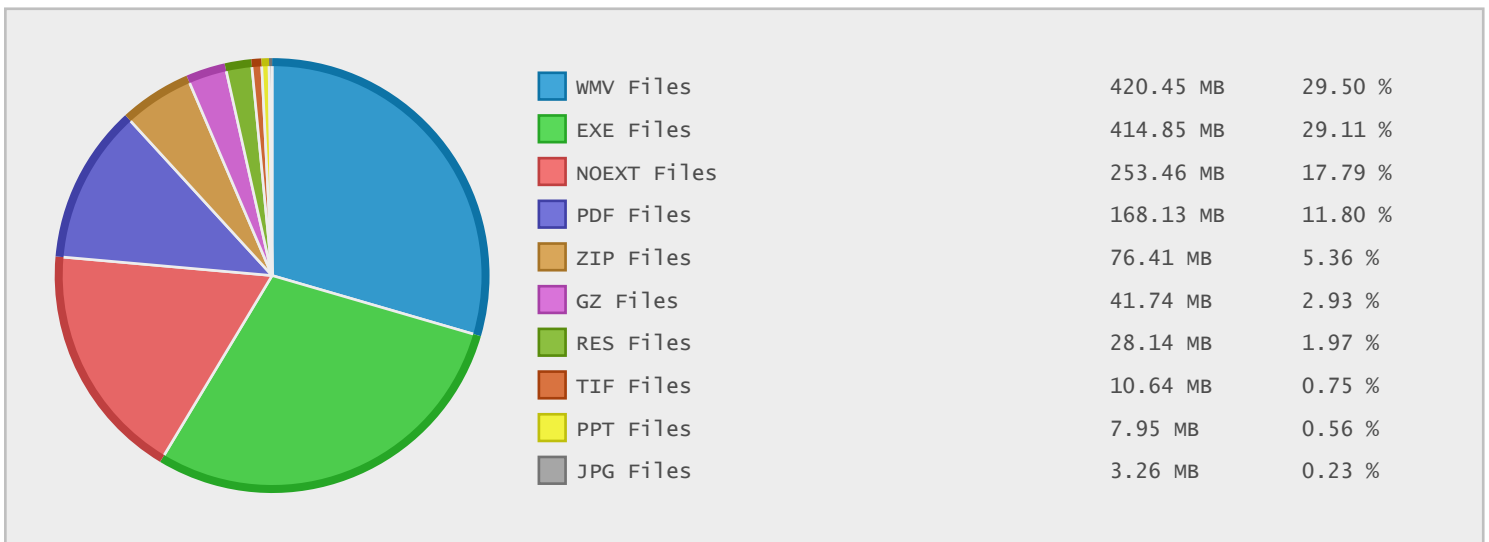 WMV Files 420.45 MB 29.50 %
EXE Files 414.85 MB 29.11 %
NOEXT Files 253.46 MB 17.79 %
PDF Files 168.13 MB 11.80 %
ZIP Files 76.41 MB 5.36 %
GZ Files 41.74 MB 2.93 %
RES Files 28.14 MB 1.97 %
TIF Files 10.64 MB 0.75 %
PPT Files 7.95 MB 0.56 %
JPG Files 3.26 MB 0.23 %